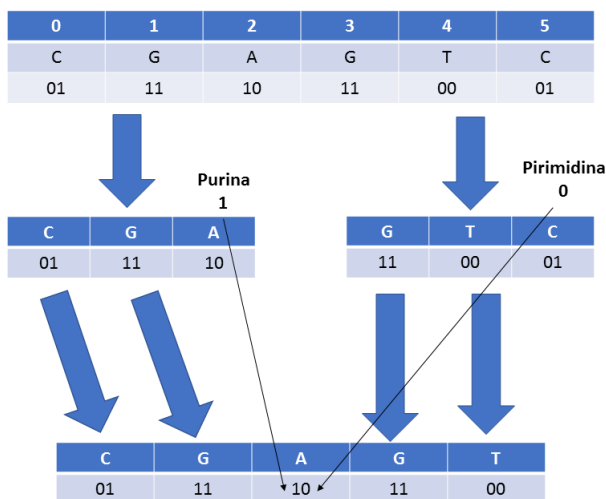 0 1 2 3 4 5
C G A G T C
01 11 10 11 00 01
Purina
1
Pirimidina
0
C G A
01 11 10
G T C
11 00 01
C G A G T
01 11 10 11 00